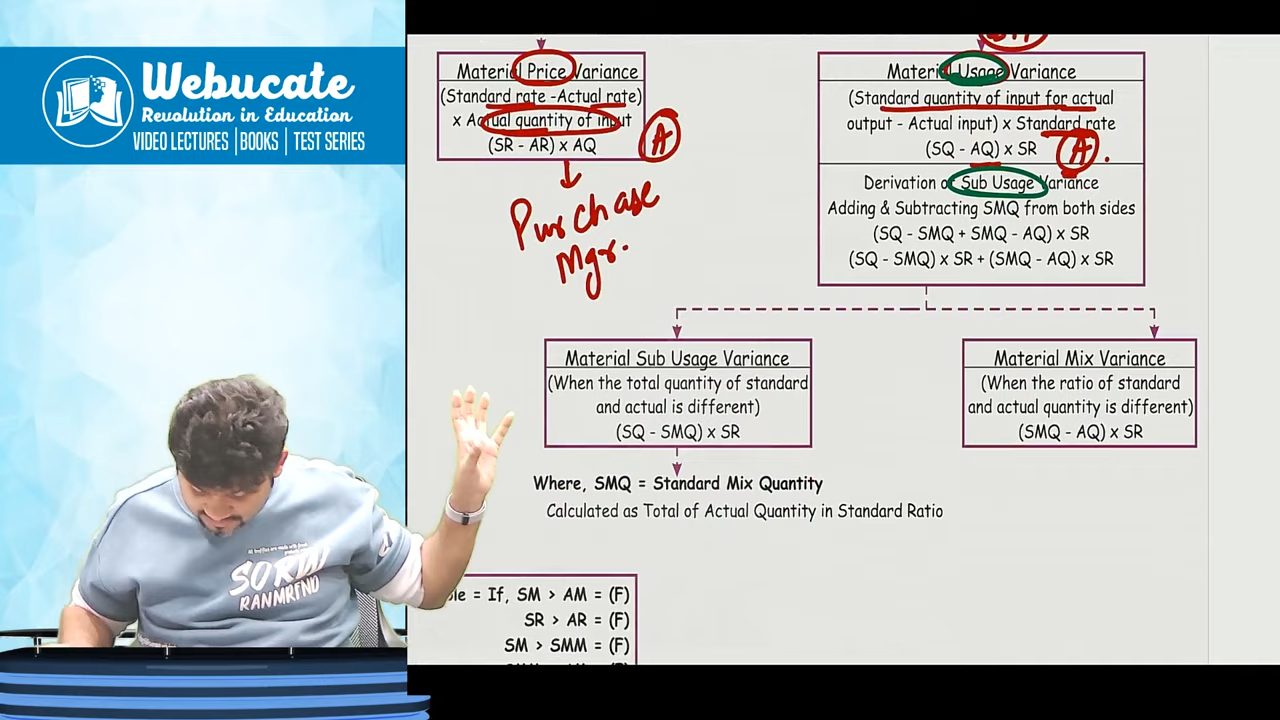 Webucate
Revolution in Education
VIDEO LECTURES | BOOKS | TEST SERIES
Material Price Variance
(Standard rate -Actual rate)
x Actual quantity of input
(SR - AR) x AQ
A
Purchase
Mgr.
Material Usage Variance
(Standard quantity of input for actual
output - Actual input) x Standard rate
(SQ - AQ) x SR
A.
Derivation of Sub Usage Variance
Adding & Subtracting SMQ from both sides
(SQ - SMQ + SMQ - AQ) x SR
(SQ - SMQ) x SR + (SMQ - AQ) x SR
Material Sub Usage Variance
(When the total quantity of standard
and actual is different)
(SQ - SMQ) x SR
Material Mix Variance
(When the ratio of standard
and actual quantity is different)
(SMQ - AQ) x SR
Where, SMQ = Standard Mix Quantity
Calculated as Total of Actual Quantity in Standard Ratio
= If, SM > AM = (F)
SR > AR = (F)
SM > SMM = (F)